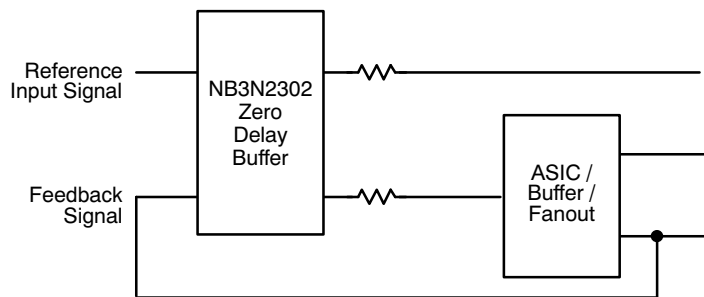 Reference
Input Signal
NB3N2302
Zero
Delay
Buffer
Feedback
Signal
ASIC /
Buffer /
Fanout